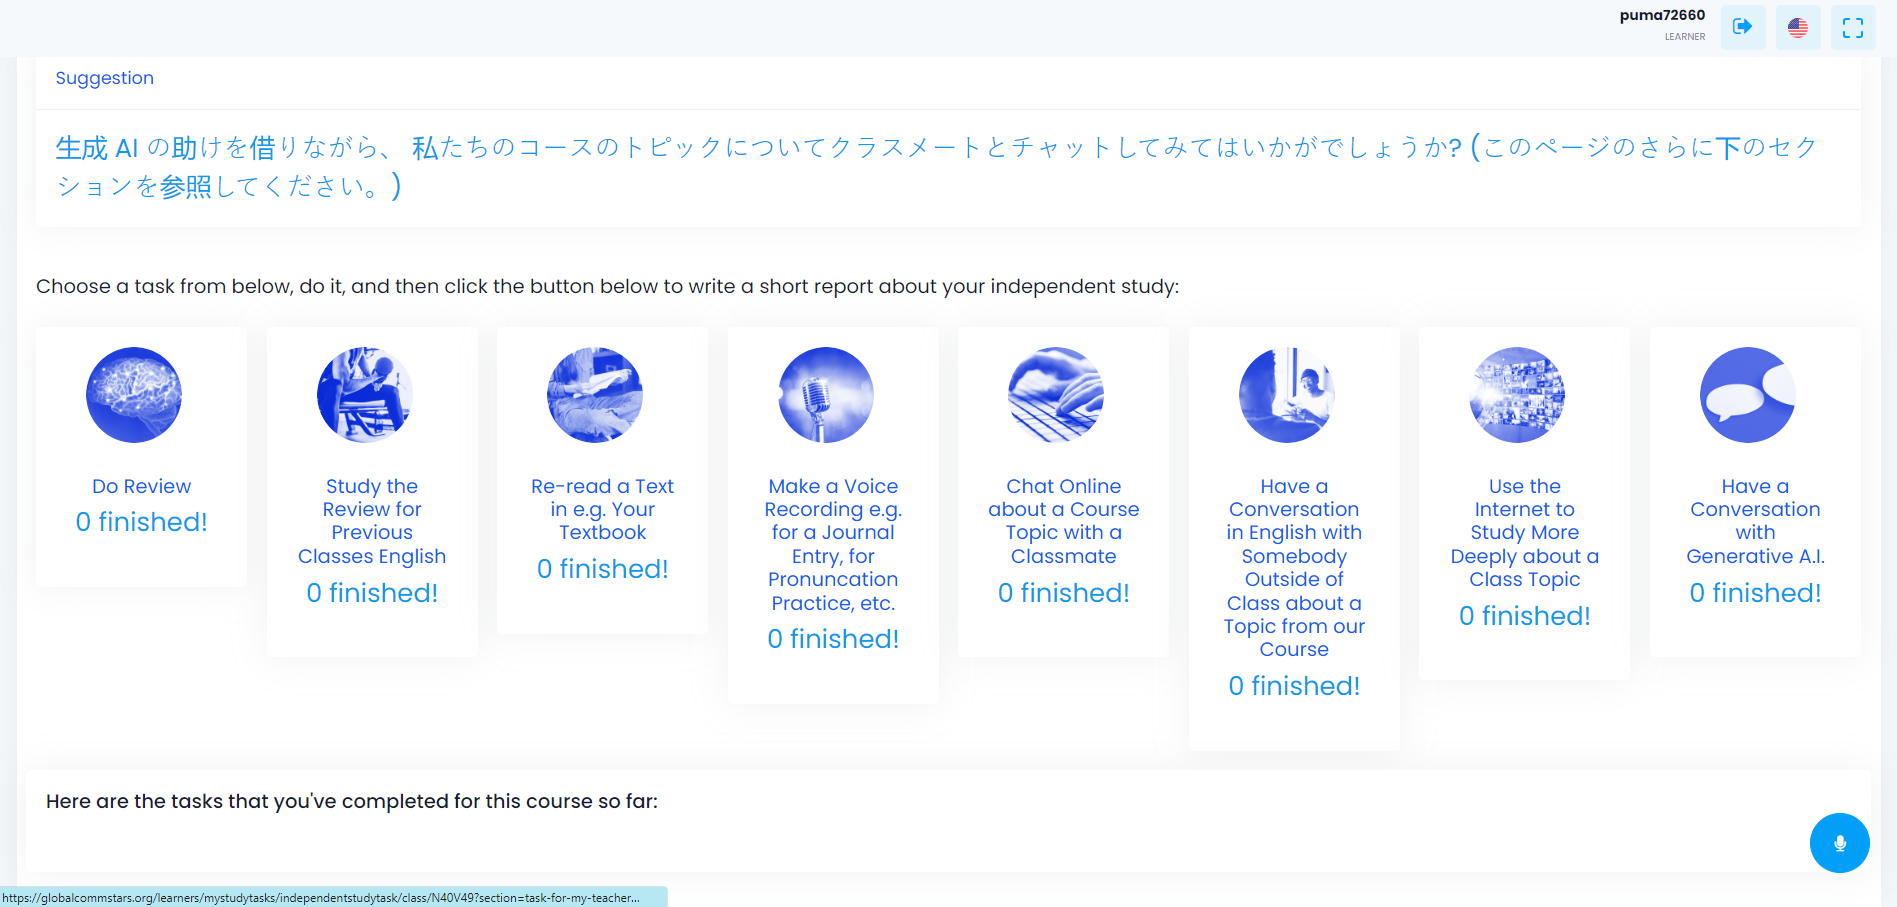 puma72660
LEARNER
Suggestion
生成 AI の助けを借りながら、 私たちのコースのトピックについてクラスメートとチャットしてみてはいかがでしょうか? (このページのさらに下のセク
ションを参照してください。)
Choose a task from below, do it, and then click the button below to write a short report about your independent study:
Do Review
0 finished!
Study the
Review for
Previous
Classes English
0 finished!
Re-read a Text
in e.g. Your
Textbook
0 finished!
Make a Voice
Recording e.g.
for a Journal
Entry, for
Pronuncation
Practice, etc.
0 finished!
Chat Online
about a Course
Topic with a
Classmate
0 finished!
Have a
Conversation
in English with
Somebody
Outside of
Class about a
Topic from our
Course
0 finished!
Use the
Internet to
Study More
Deeply about a
Class Topic
0 finished!
Have a
Conversation
with
Generative A.I.
0 finished!
Here are the tasks that you've completed for this course so far:
https://globalcommstars.org/learners/mystudytasks/independentstudytask/class/N40V49?section=task-for-my-teacher...